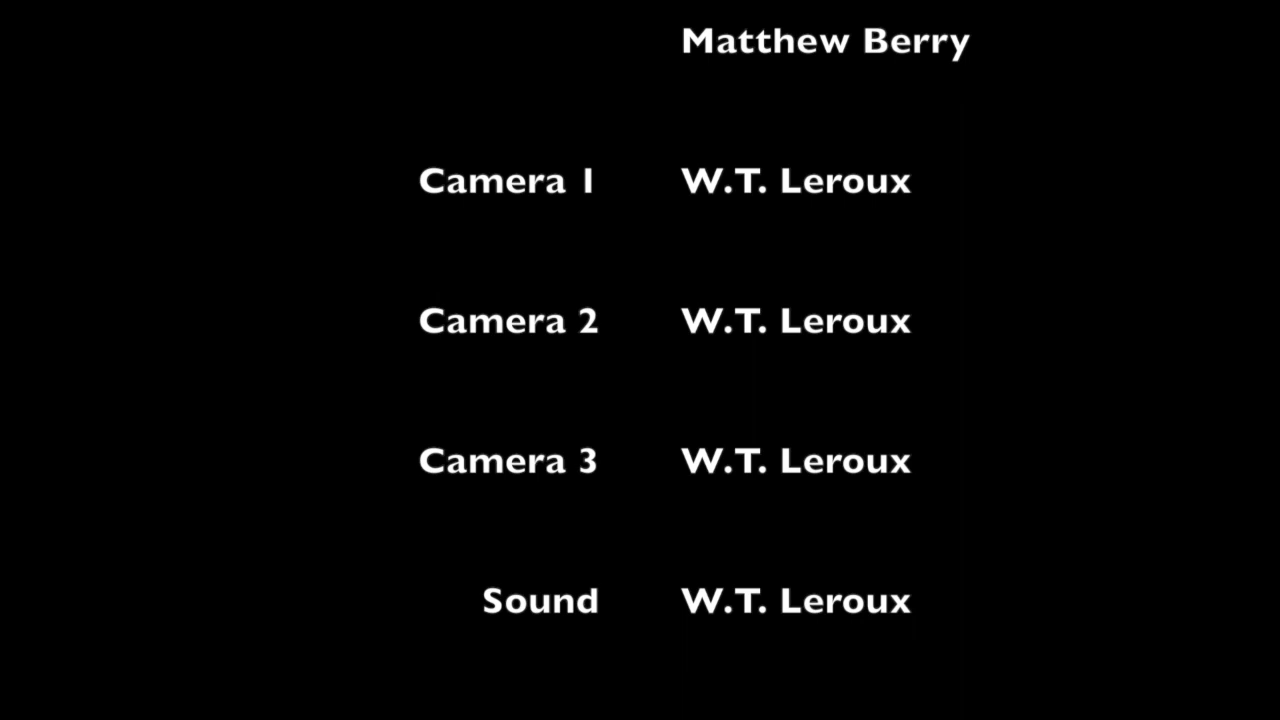 Matthew Berry
Camera 1 W.T. Leroux
Camera 2 W.T. Leroux
Camera 3 W.T. Leroux
Sound W.T. Leroux